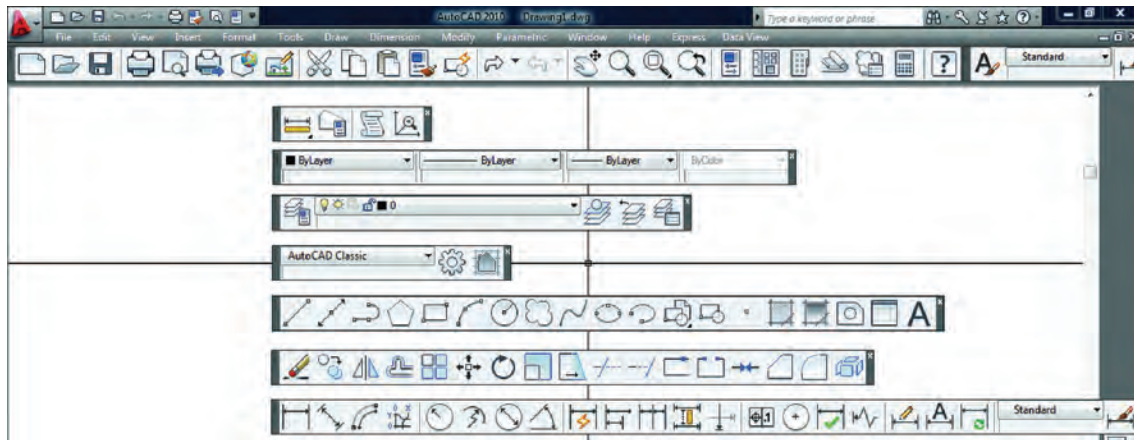 AutoCAD 2010 Drawing1.dwg Type a keyword or phrase
File Edit View Insert Format Tools Draw Dimension Modify Parametric Window Help Express Data View
? A Standard
ByLayer ByLayer ByLayer ByColor
0
AutoCAD Classic
A
.1 A Standard